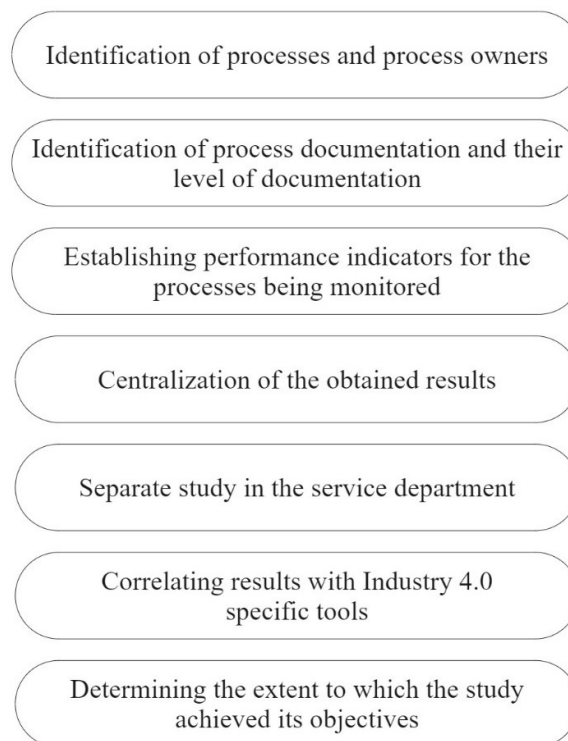 Identification of processes and process owners
Identification of process documentation and their
level of documentation
Establishing performance indicators for the
processes being monitored
Centralization of the obtained results
Separate study in the service department
Correlating results with Industry 4.0
specific tools
Determining the extent to which the study
achieved its objectives